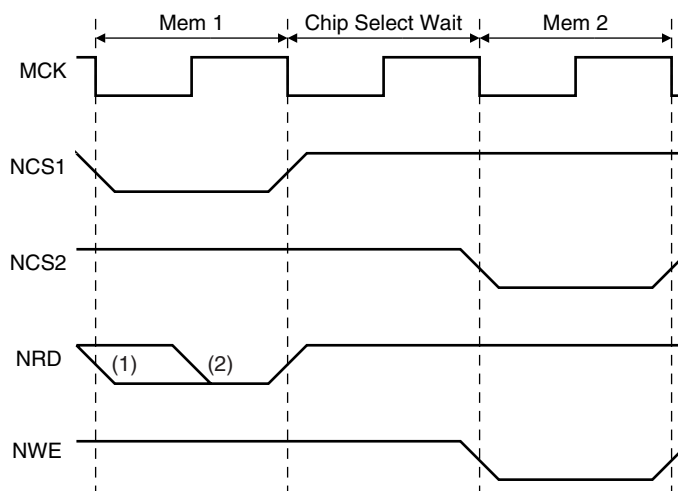 Mem 1 Chip Select Wait Mem 2
MCK
NCS1
NCS2
NRD (1) (2)
NWE